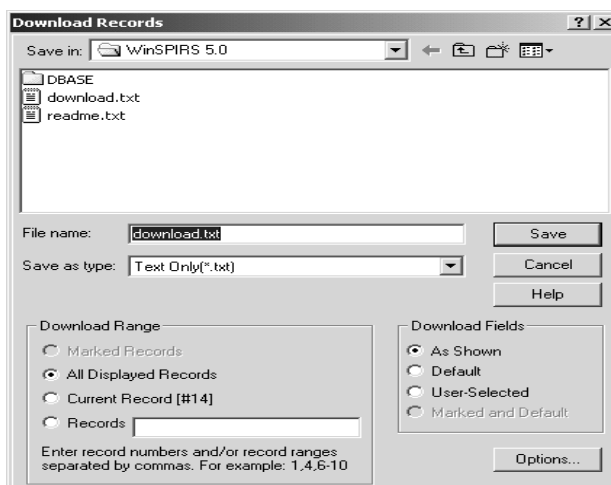 Download Records
Save in: WinSPIRS 5.0
DBASE
download.txt
readme.txt
File name: download.txt Save
Save as type: Text Only(*.txt) Cancel
Help
Download Range Download Fields
Marked Records As Shown
All Displayed Records Default
Current Record [#14] User-Selected
Records Marked and Default
Enter record numbers and/or record ranges
separated by commas. For example: 1,4,6-10 Options...